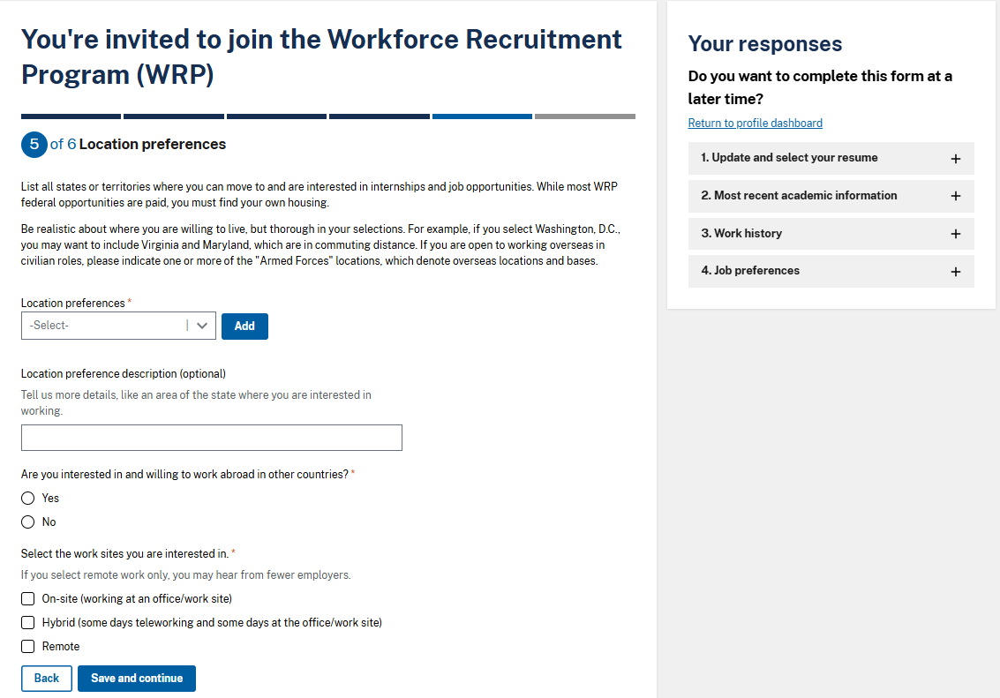 You're invited to join the Workforce Recruitment
Program (WRP)
5 of 6 Location preferences
List all states or territories where you can move to and are interested in internships and job opportunities. While most WRP
federal opportunities are paid, you must find your own housing.
Be realistic about where you are willing to live, but thorough in your selections. For example, if you select Washington, D.C.,
you may want to include Virginia and Maryland, which are in commuting distance. If you are open to working overseas in
civilian roles, please indicate one or more of the "Armed Forces" locations, which denote overseas locations and bases.
Location preferences *
-Select-
Add
Location preference description (optional)
Tell us more details, like an area of the state where you are interested in
working.
Are you interested in and willing to work abroad in other countries? *
Yes
No
Select the work sites you are interested in. *
If you select remote work only, you may hear from fewer employers.
On-site (working at an office/work site)
Hybrid (some days teleworking and some days at the office/work site)
Remote
Back
Save and continue
Your responses
Do you want to complete this form at a
later time?
Return to profile dashboard
1. Update and select your resume +
2. Most recent academic information +
3. Work history +
4. Job preferences +